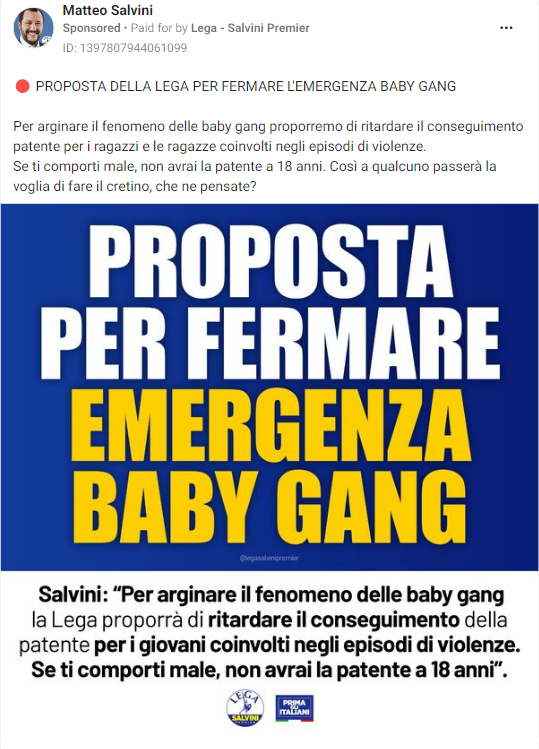 Matteo Salvini
Sponsored • Paid for by Lega - Salvini Premier
ID: 1397807944061099
🔴 PROPOSTA DELLA LEGA PER FERMARE L'EMERGENZA BABY GANG
Per arginare il fenomeno delle baby gang proporremo di ritardare il conseguimento
patente per i ragazzi e le ragazze coinvolti negli episodi di violenze.
Se ti comporti male, non avrai la patente a 18 anni. Così a qualcuno passerà la
voglia di fare il cretino, che ne pensate?
PROPOSTA
PER FERMARE
EMERGENZA
BABY GANG
@legasalvinipremier
Salvini: “Per arginare il fenomeno delle baby gang
la Lega proporrà di ritardare il conseguimento della
patente per i giovani coinvolti negli episodi di violenze.
Se ti comporti male, non avrai la patente a 18 anni”.
LEGA
SALVINI
PREMIER
PRIMA
GLI
ITALIANI